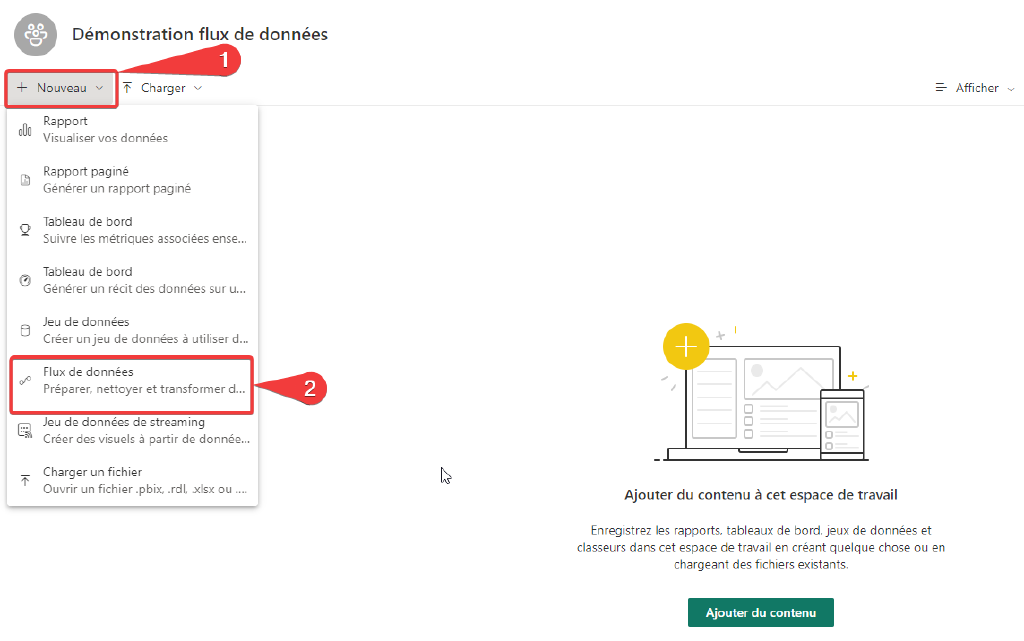 Démonstration flux de données
1
Nouveau
Charger
Afficher
Rapport
Visualiser vos données
Rapport paginé
Générer un rapport paginé
Tableau de bord
Suivre les métriques associées ense...
Tableau de bord
Générer un récit des données sur u...
Jeu de données
Créer un jeu de données à utiliser d...
Flux de données
Préparer, nettoyer et transformer d...
2
Jeu de données de streaming
Créer des visuels à partir de donnée...
Charger un fichier
Ouvrir un fichier .pbix, .rdl, .xlsx ou ....
Ajouter du contenu à cet espace de travail
Enregistrez les rapports, tableaux de bord, jeux de données et
classeurs dans cet espace de travail en créant quelque chose ou en
chargeant des fichiers existants.
Ajouter du contenu